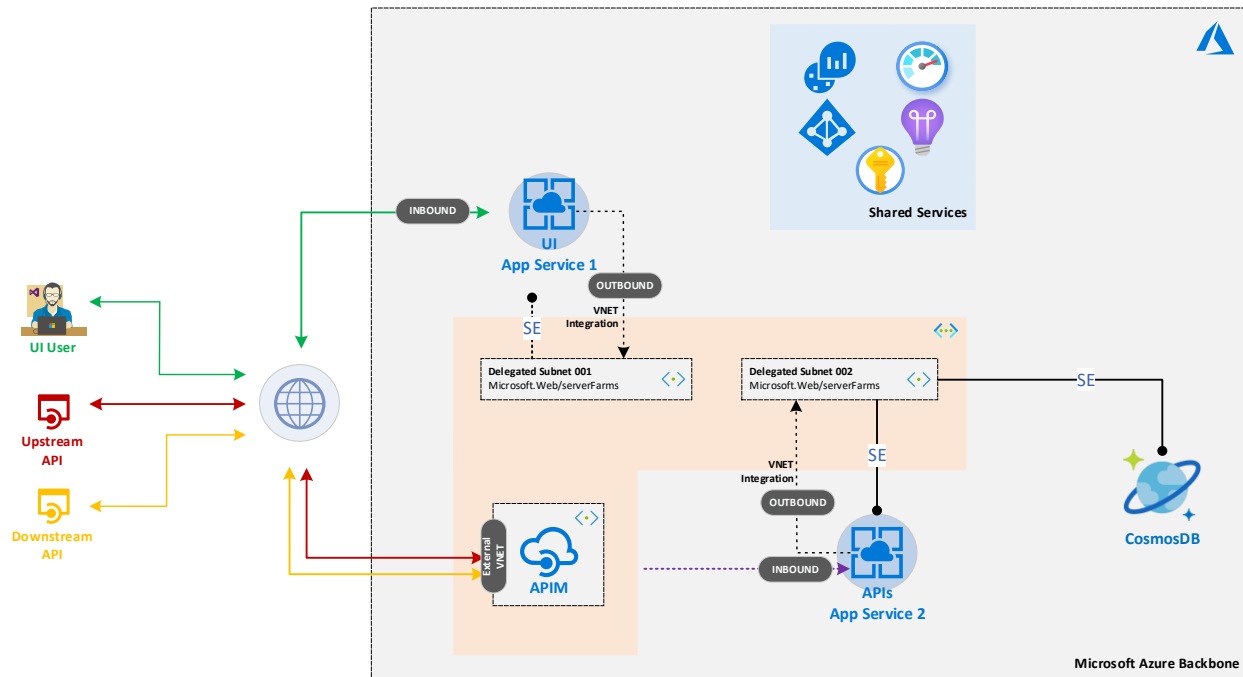 Shared Services
INBOUND
UI
App Service 1
OUTBOUND
VNET
Integration
SE
UI User
Delegated Subnet 001
Microsoft.Web/serverFarms
Delegated Subnet 002
Microsoft.Web/serverFarms
SE
Upstream
API
SE
VNET
Integration
OUTBOUND
Downstream
API
External
VNET
APIM
INBOUND
APIs
App Service 2
CosmosDB
Microsoft Azure Backbone